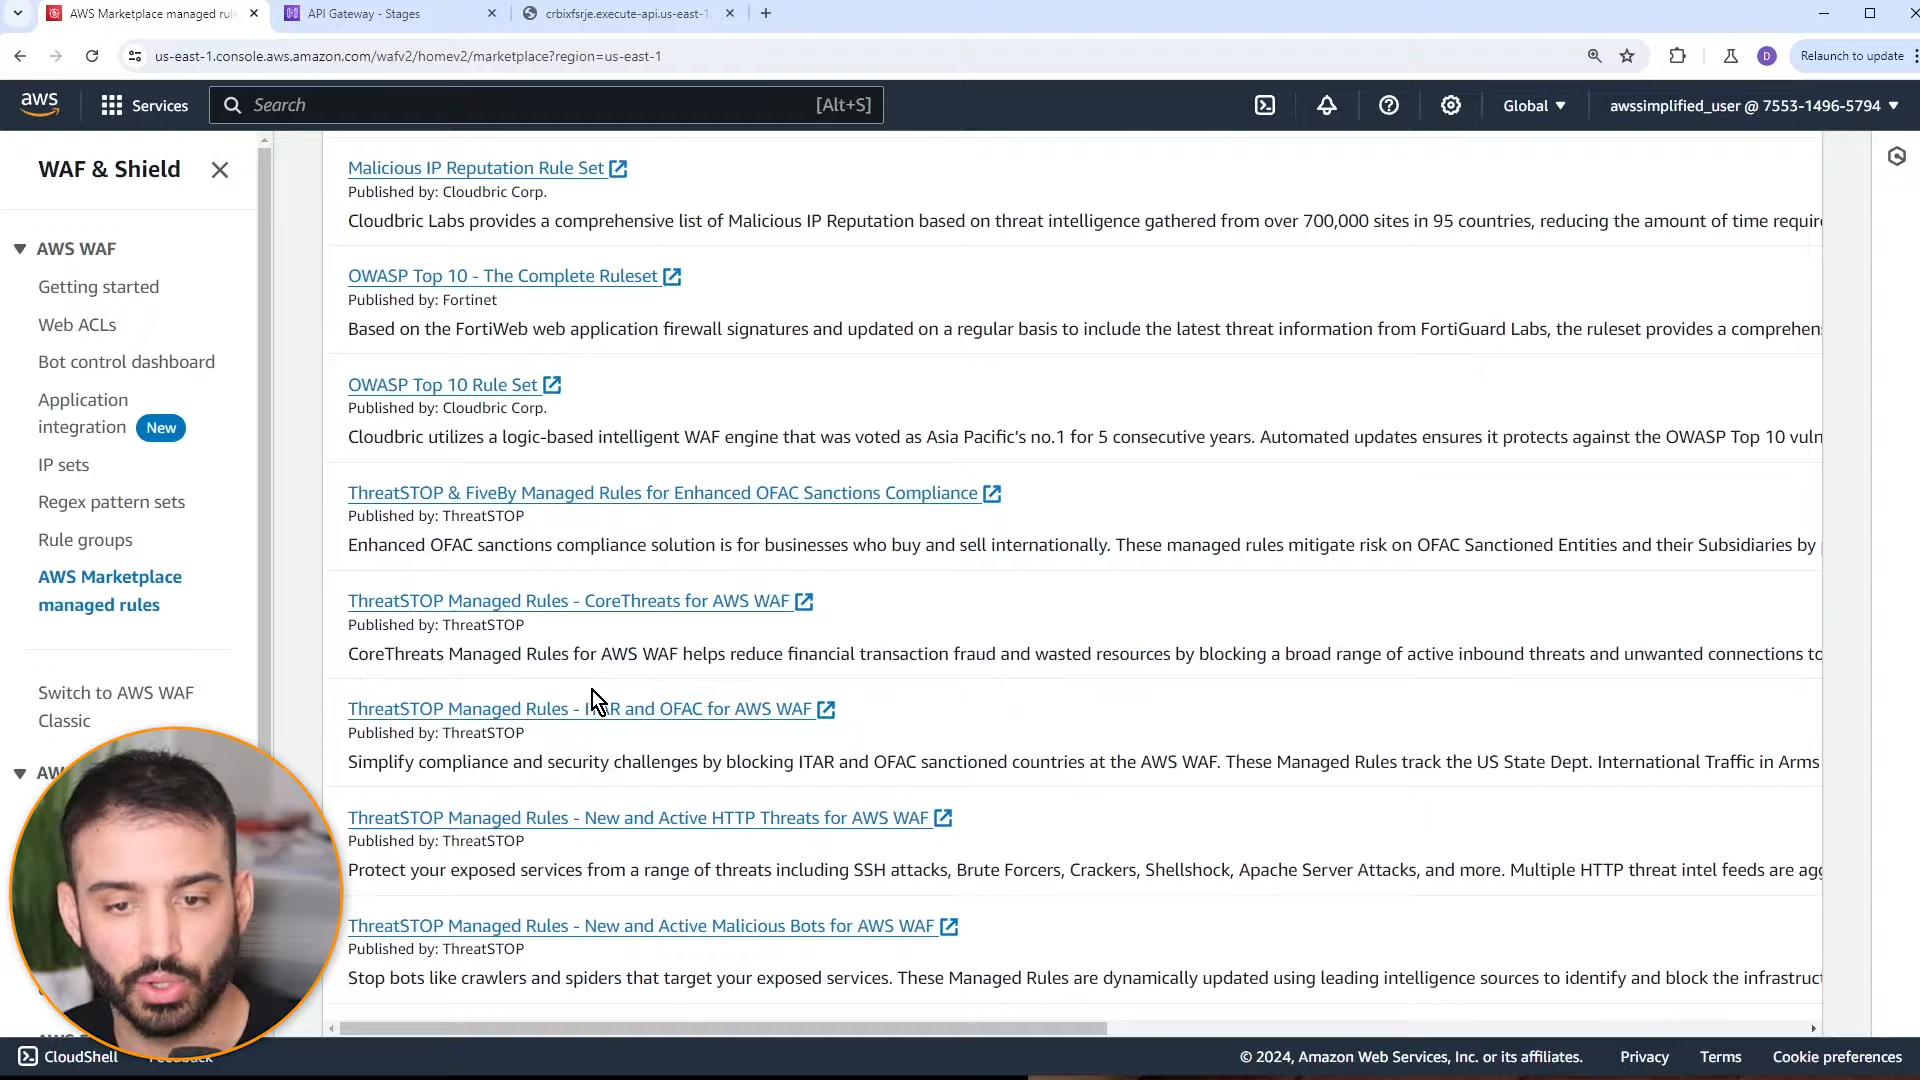 AWS Marketplace managed rul
API Gateway - Stages
crbixfsrje.execute-api.us-east-1
us-east-1.console.aws.amazon.com/wafv2/homev2/marketplace?region=us-east-1
D
Relaunch to update
aws
Services
Search
[Alt+S]
Global
awssimplified_user @ 7553-1496-5794
WAF & Shield
AWS WAF
Getting started
Web ACLs
Bot control dashboard
Application
integration New
IP sets
Regex pattern sets
Rule groups
AWS Marketplace
managed rules
Switch to AWS WAF
Classic
Malicious IP Reputation Rule Set
Published by: Cloudbric Corp.
Cloudbric Labs provides a comprehensive list of Malicious IP Reputation based on threat intelligence gathered from over 700,000 sites in 95 countries, reducing the amount of time requir
OWASP Top 10 - The Complete Ruleset
Published by: Fortinet
Based on the FortiWeb web application firewall signatures and updated on a regular basis to include the latest threat information from FortiGuard Labs, the ruleset provides a comprehen
OWASP Top 10 Rule Set
Published by: Cloudbric Corp.
Cloudbric utilizes a logic-based intelligent WAF engine that was voted as Asia Pacific's no.1 for 5 consecutive years. Automated updates ensures it protects against the OWASP Top 10 vuln
ThreatSTOP & FiveBy Managed Rules for Enhanced OFAC Sanctions Compliance
Published by: ThreatSTOP
Enhanced OFAC sanctions compliance solution is for businesses who buy and sell internationally. These managed rules mitigate risk on OFAC Sanctioned Entities and their Subsidiaries by
ThreatSTOP Managed Rules - CoreThreats for AWS WAF
Published by: ThreatSTOP
CoreThreats Managed Rules for AWS WAF helps reduce financial transaction fraud and wasted resources by blocking a broad range of active inbound threats and unwanted connections to
ThreatSTOP Managed Rules - ITAR and OFAC for AWS WAF
Published by: ThreatSTOP
Simplify compliance and security challenges by blocking ITAR and OFAC sanctioned countries at the AWS WAF. These Managed Rules track the US State Dept. International Traffic in Arms
ThreatSTOP Managed Rules - New and Active HTTP Threats for AWS WAF
Published by: ThreatSTOP
Protect your exposed services from a range of threats including SSH attacks, Brute Forcers, Crackers, Shellshock, Apache Server Attacks, and more. Multiple HTTP threat intel feeds are agg
ThreatSTOP Managed Rules - New and Active Malicious Bots for AWS WAF
Published by: ThreatSTOP
Stop bots like crawlers and spiders that target your exposed services. These Managed Rules are dynamically updated using leading intelligence sources to identify and block the infrastruct
CloudShell
Feedback
© 2024, Amazon Web Services, Inc. or its affiliates.
Privacy
Terms
Cookie preferences